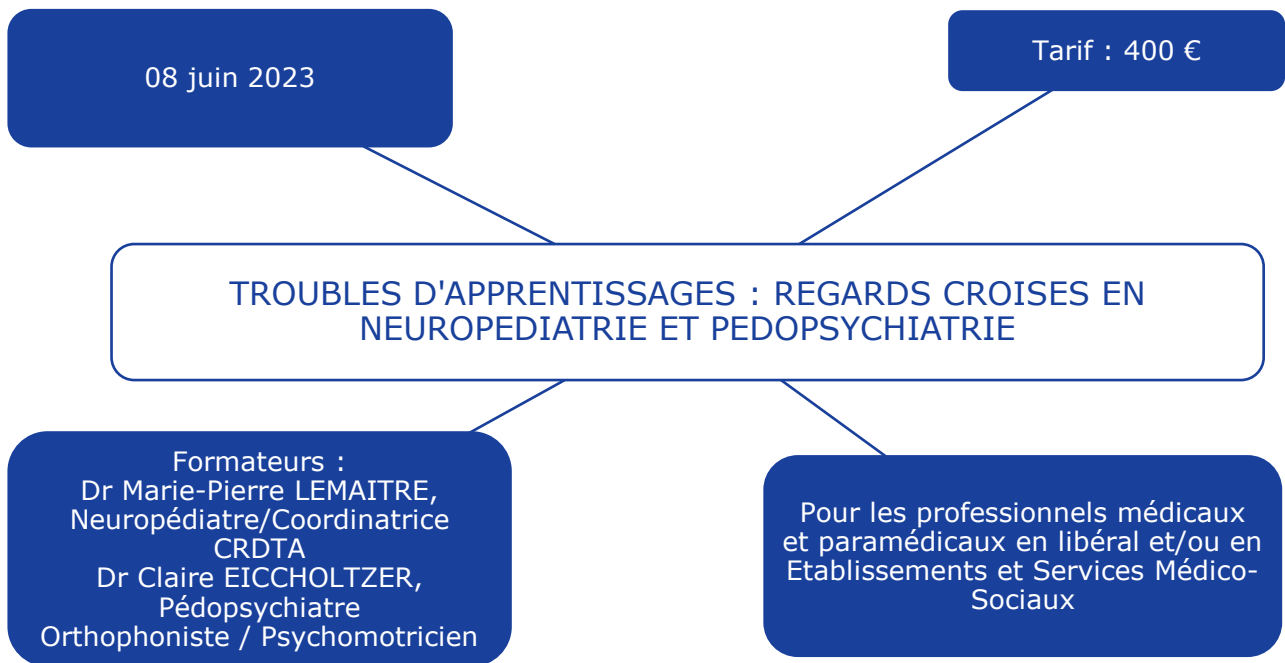 08 juin 2023
Tarif : 400 €
TROUBLES D'APPRENTISSAGES : REGARDS CROISES EN
NEUROPEDIATRIE ET PEDOPSYCHIATRIE
Formateurs :
Dr Marie-Pierre LEMAITRE,
Neuropédiatre/Coordinatrice
CRDTA
Dr Claire EICCHOLTZER,
Pédopsychiatre
Orthophoniste / Psychomotricien
Pour les professionnels médicaux
et paramédicaux en libéral et/ou en
Etablissements et Services Médico-
Sociaux